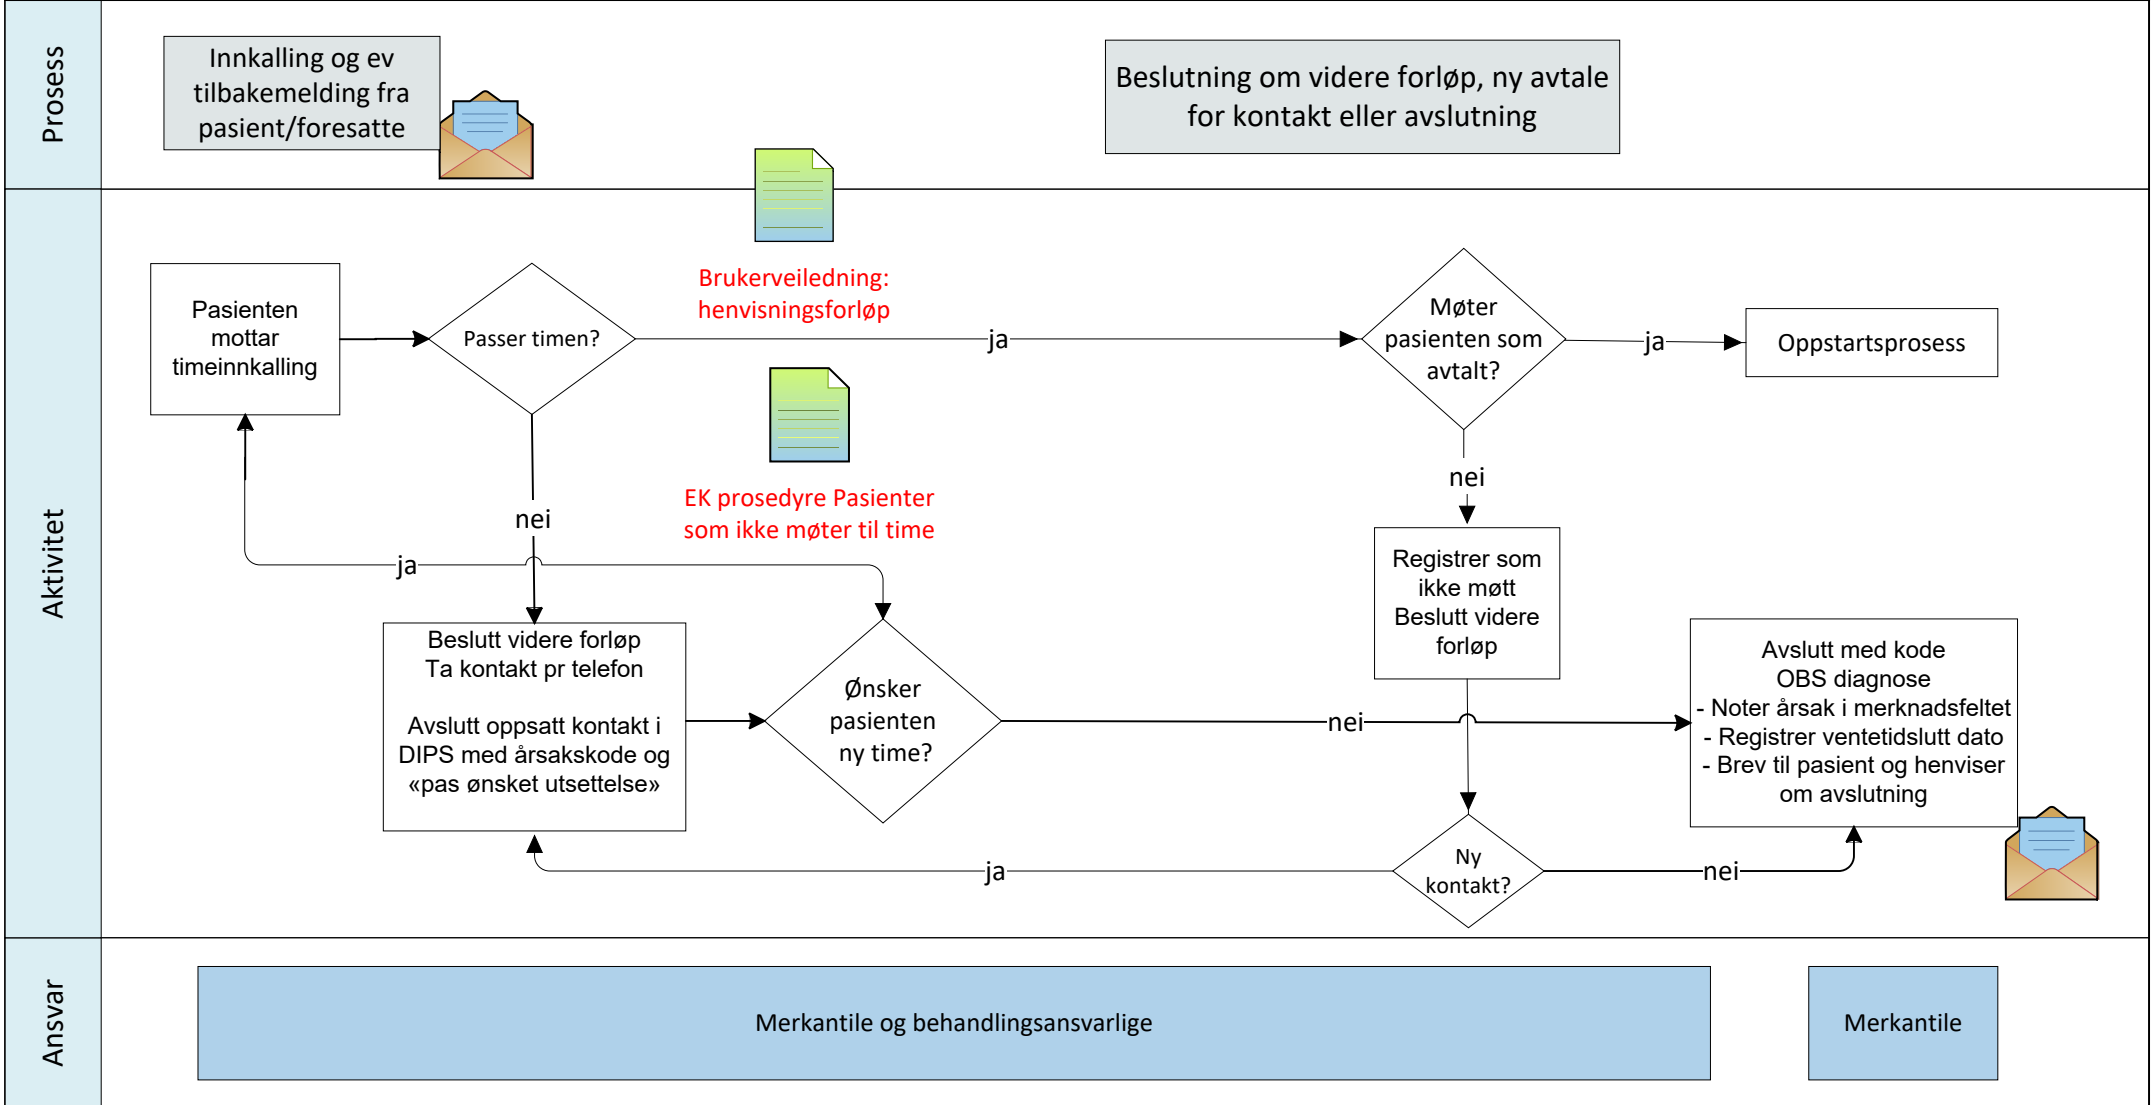 Prosess
Innkalling og ev
tilbakemelding fra
pasient/foresatte
Beslutning om videre forløp, ny avtale
for kontakt eller avslutning
Aktivitet
Pasienten
mottar
timeinnkalling
Passer timen?
Brukerveiledning:
henvisningsforløp
ja
Møter
pasienten som
avtalt?
ja
Oppstartsprosess
nei
EK prosedyre Pasienter
som ikke møter til time
nei
ja
Registrer som
ikke møtt
Beslutt videre
forløp
Beslutt videre forløp
Ta kontakt pr telefon
Avslutt oppsatt kontakt i
DIPS med årsakskode og
«pas ønsket utsettelse»
Ønsker
pasienten
ny time?
nei
Avslutt med kode
OBS diagnose
- Noter årsak i merknadsfeltet
- Registrer ventetidslutt dato
- Brev til pasient og henviser
om avslutning
ja
Ny
kontakt?
nei
Ansvar
Merkantile og behandlingsansvarlige
Merkantile